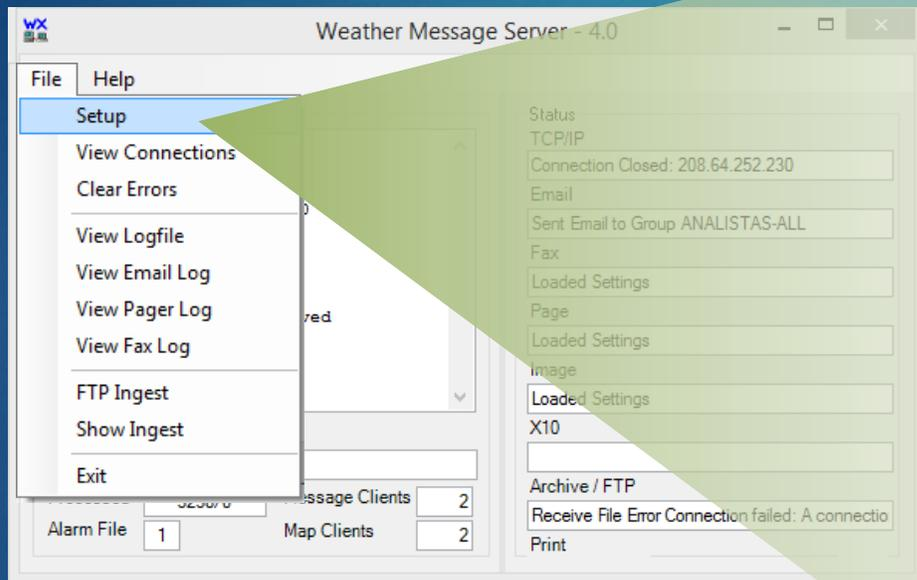 WX
Weather Message Server - 4.0
File Help
Setup
View Connections
Clear Errors
View Logfile
View Email Log
View Pager Log
View Fax Log
FTP Ingest
Show Ingest
Exit
Alarm File 1
Message Clients 2
Map Clients 2
Status
TCP/IP
Connection Closed: 208.64.252.230
Email
Sent Email to Group ANALISTAS-ALL
Fax
Loaded Settings
Page
Loaded Settings
Image
Loaded Settings
X10
Archive / FTP
Receive File Error Connection failed: A connectio
Print